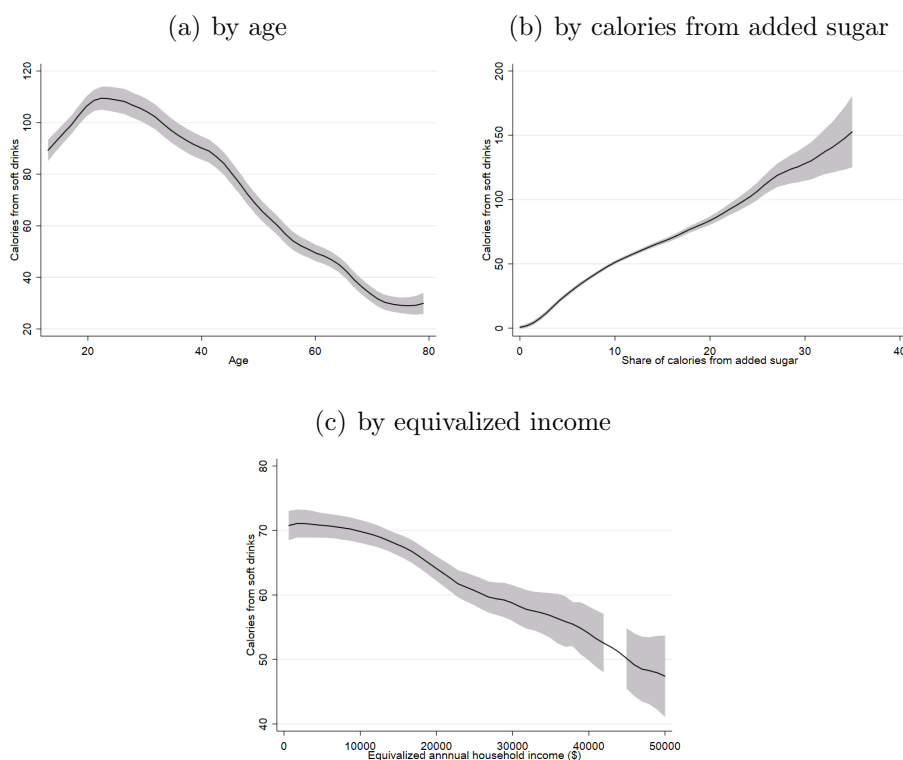 (a) by age
(b) by calories from added sugar
Calories from soft drinks
120
100
80
60
40
20
20 40 60 80
Age
Calories from soft drinks
200
150
100
50
0
0 10 20 30 40
Share of calories from added sugar
(c) by equivalized income
Calories from soft drinks
80
70
60
50
40
0 10000 20000 30000 40000 50000
Equivalized annnual household income ($)